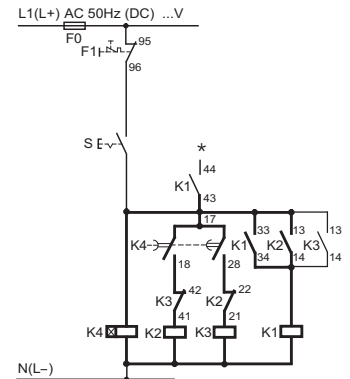 L1(L+) AC 50Hz (DC) ...V
F0
F1
95
96
S
*
44
K1
43
17
K4
18
28
K1
33
34
K2
13
14
K3
13
14
K3
42
41
K2
22
21
K4
K2
K3
K1
N(L–)